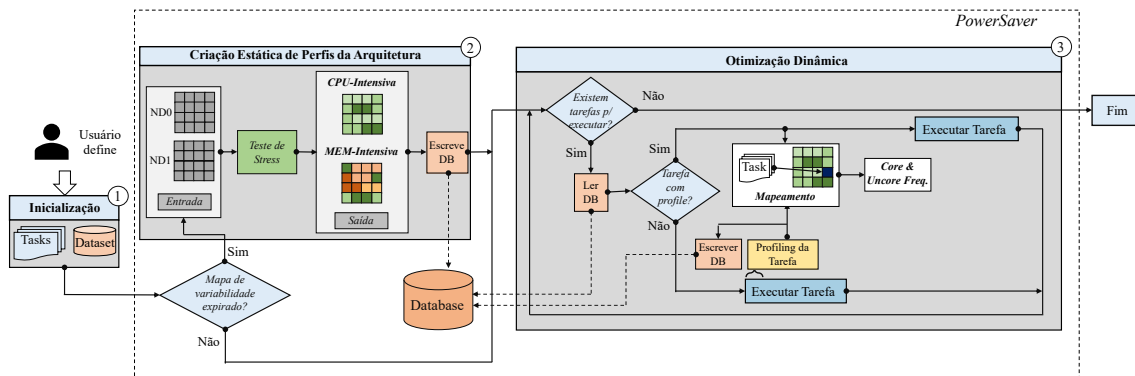 PowerSaver
Usuário
define
1
Inicialização
Tasks
Dataset
2
Criação Estática de Perfis da Arquitetura
ND0
ND1
Entrada
Teste de
Stress
CPU-Intensiva
MEM-Intensiva
Saída
Escreve
DB
Sim
Mapa de
variabilidade
expirado?
Não
Database
3
Otimização Dinâmica
Existem
tarefas p/
executar?
Não
Sim
Ler
DB
Tarefa
com
profile?
Sim
Não
Executar Tarefa
Task
Mapeamento
Core &
Uncore Freq.
Escrever
DB
Profiling da
Tarefa
Executar Tarefa
Fim